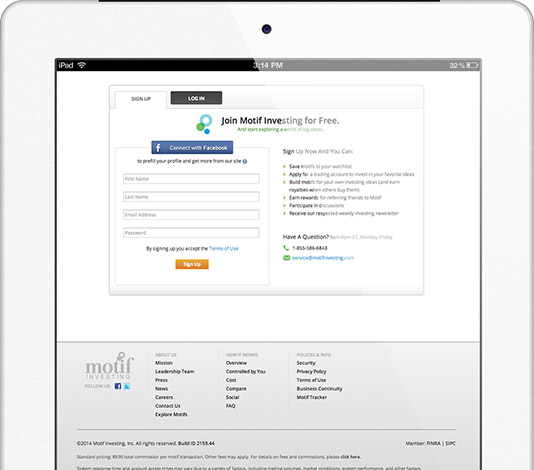 iPad 3:14 PM 32 %
SIGN UP LOG IN
Join Motif Investing for Free.
And start exploring a world of big ideas.
f Connect with Facebook
to prefill your profile and get more from our site
First Name
Last Name
Email Address
Password
By signing up you accept the Terms of Use
Sign Up
Sign Up Now And You Can:
Save motifs to your watchlist
Apply for a trading account to invest in your favorite ideas
Build motifs for your own investing ideas (and earn
royalties when others buy them)
Earn rewards for referring friends to Motif
Participate in discussions
Receive our respected weekly investing newsletter
Have A Question? 9am-6pm ET, Monday-Friday
1-855-586-6843
service@motifinvesting.com
motif
INVESTING
FOLLOW US:
ABOUT US
Mission
Leadership Team
Press
News
Careers
Contact Us
Explore Motifs
HOW IT WORKS
Overview
Controlled by You
Cost
Compare
Social
FAQ
POLICIES & INFO
Security
Privacy Policy
Terms of Use
Business Continuity
Motif Tracker
©2014 Motif Investing, Inc. All rights reserved. Build ID 2159.44 Member: FINRA | SIPC
Standard pricing: $9.95 total commission per motif transaction. Other fees may apply. For details on fees and commissions, please click here.
System response time and account access times may vary due to a variety of factors, including trading volumes, market conditions, system performance, and other factors.